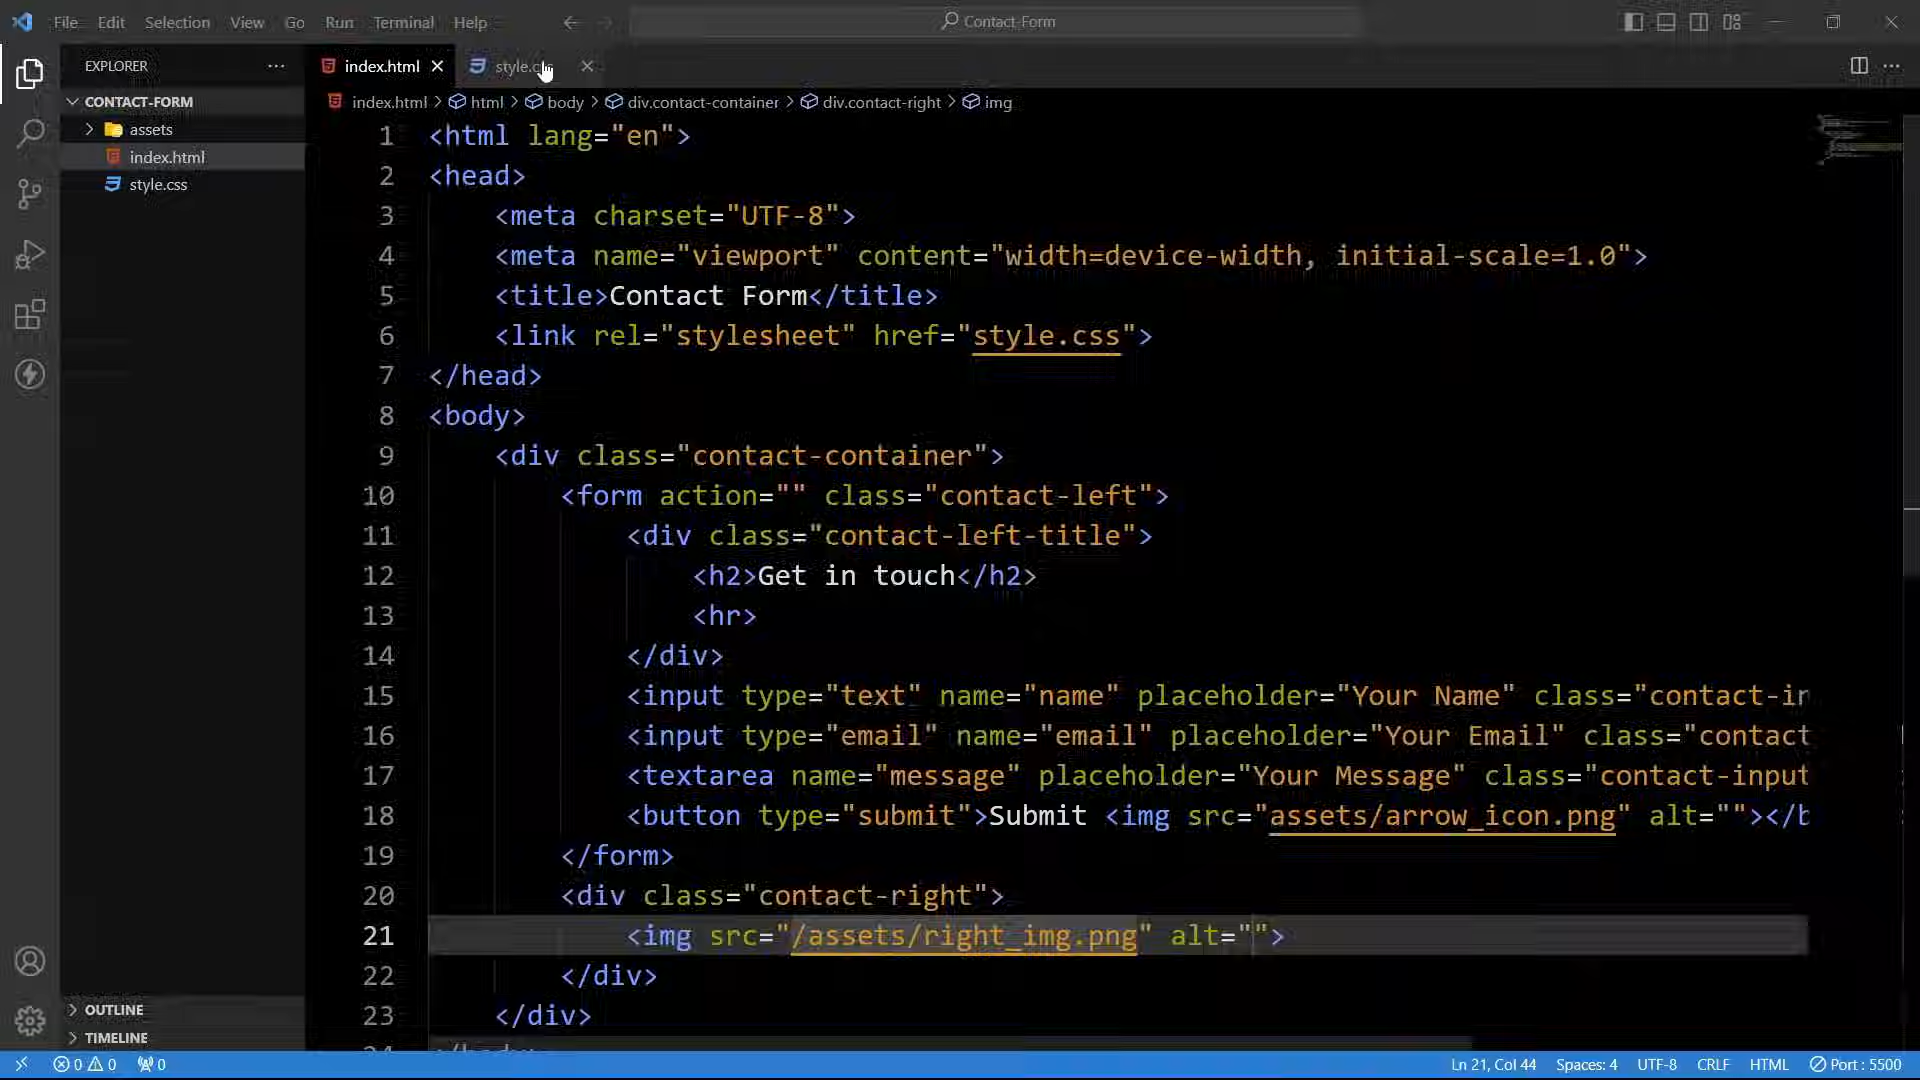 File Edit Selection View Go Run Terminal Help
Contact-Form
EXPLORER
index.html
CONTACT-FORM
assets
index.html
style.css
index.html > html > body > div.contact-container > div.contact-right > img
1 <html lang="en">
2 <head>
3 <meta charset="UTF-8">
4 <meta name="viewport" content="width=device-width, initial-scale=1.0">
5 <title>Contact Form</title>
6 <link rel="stylesheet" href="style.css">
7 </head>
8 <body>
9 <div class="contact-container">
10 <form action="" class="contact-left">
11 <div class="contact-left-title">
12 <h2>Get in touch</h2>
13 <hr>
14 </div>
15 <input type="text" name="name" placeholder="Your Name" class="contact-in
16 <input type="email" name="email" placeholder="Your Email" class="contact
17 <textarea name="message" placeholder="Your Message" class="contact-input
18 <button type="submit">Submit <img src="assets/arrow_icon.png" alt=""></b
19 </form>
20 <div class="contact-right">
21 <img src="/assets/right_img.png" alt="">
22 </div>
23 </div>
OUTLINE
TIMELINE
0 0 0
Ln 21, Col 44 Spaces: 4 UTF-8 CRLF HTML Port : 5500